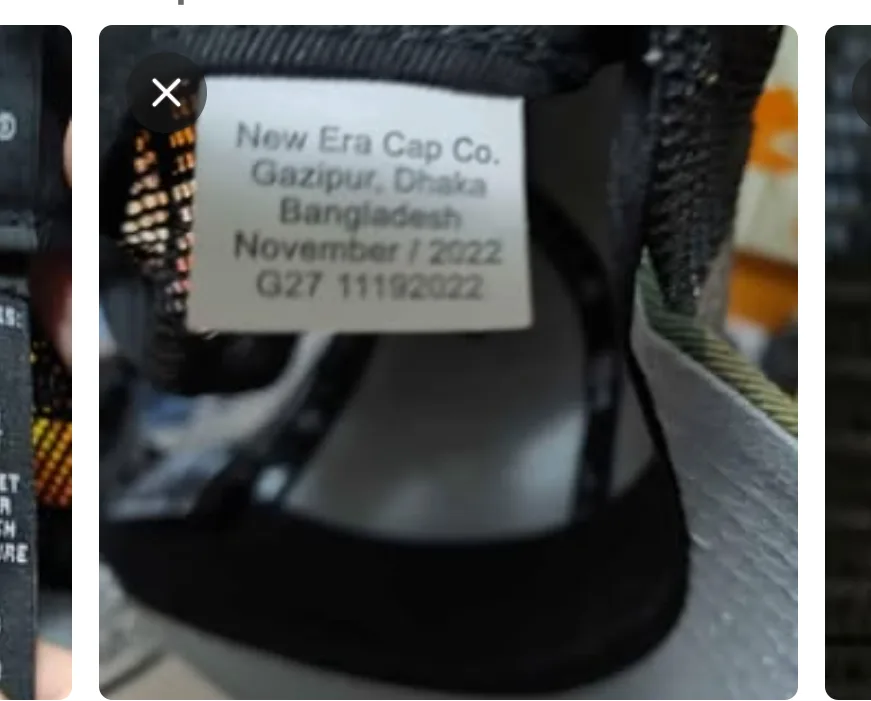 New Era Cap Co.
Gazipur, Dhaka
Bangladesh
November / 2022
G27 11192022